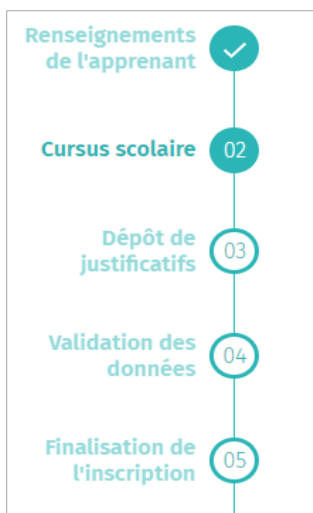 Renseignements
de l'apprenant
Cursus scolaire
02
Dépôt de
justificatifs
03
Validation des
données
04
Finalisation de
l'inscription
05